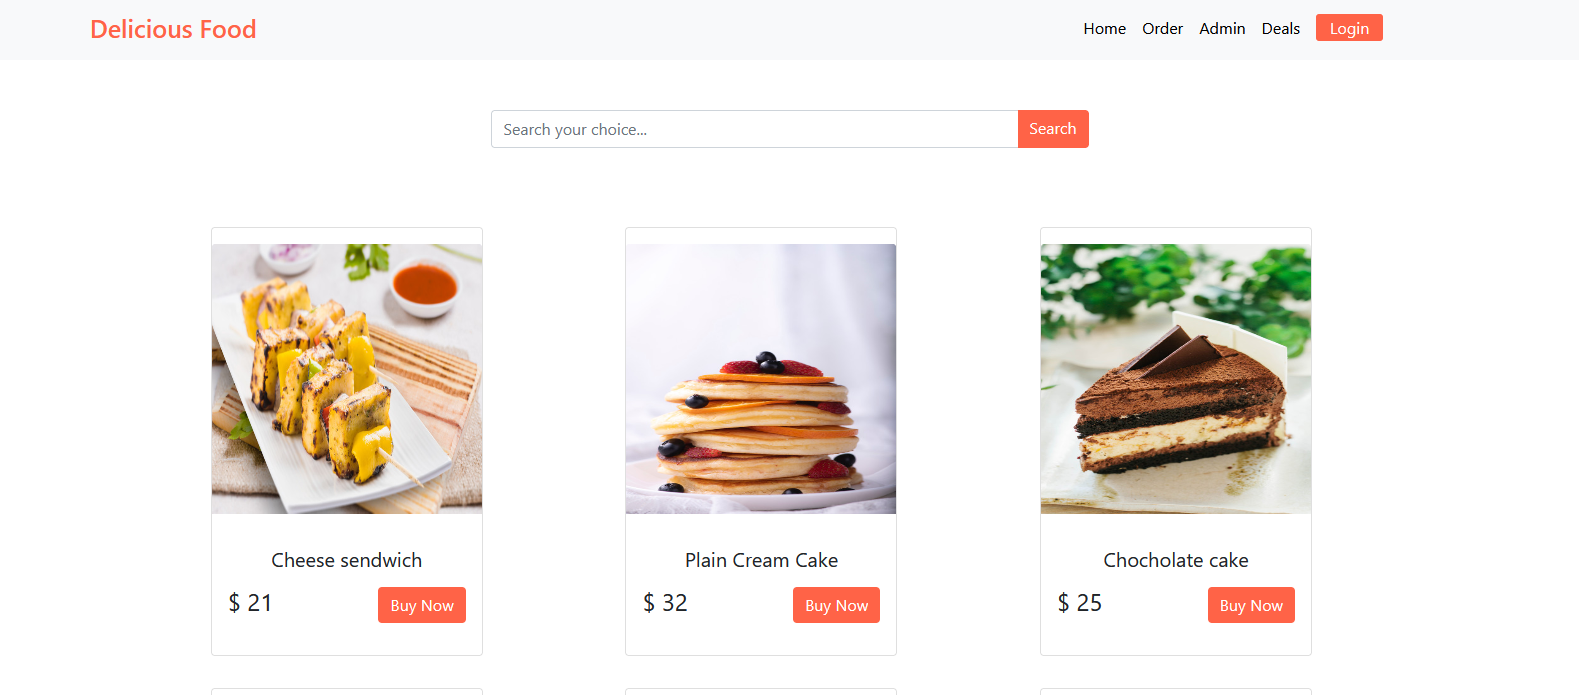 Delicious Food
Home Order Admin Deals Login
Search your choice... Search
Cheese sendwich
$ 21 Buy Now
Plain Cream Cake
$ 32 Buy Now
Chocholate cake
$ 25 Buy Now